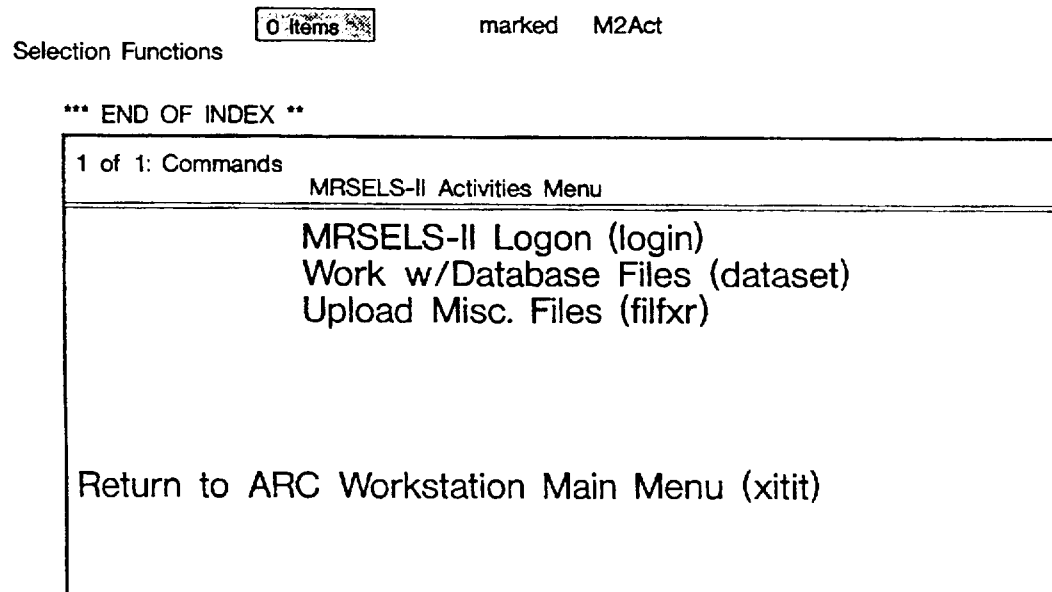 0 Items marked M2Act
Selection Functions
*** END OF INDEX **
1 of 1: Commands
MRSELS-II Activities Menu
MRSELS-II Logon (login)
Work w/Database Files (dataset)
Upload Misc. Files (filfxr)
Return to ARC Workstation Main Menu (xitit)